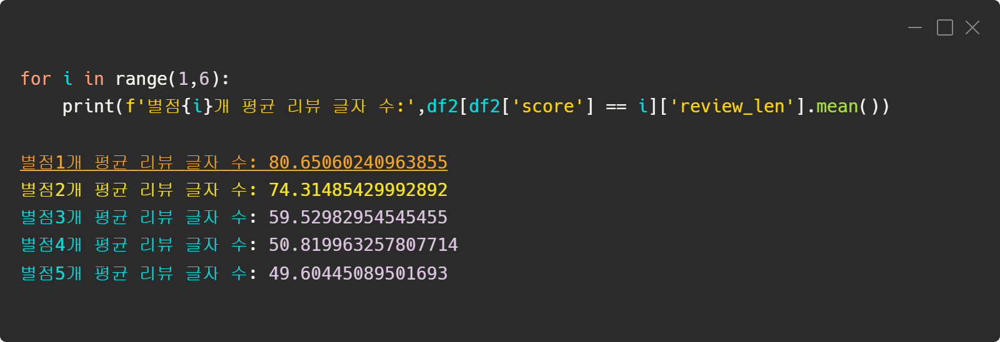 for i in range(1,6):
    print(f'별점{i}개 평균 리뷰 글자 수:',df2[df2['score'] == i]['review_len'].mean())
별점1개 평균 리뷰 글자 수: 80.65060240963855
별점2개 평균 리뷰 글자 수: 74.31485429992892
별점3개 평균 리뷰 글자 수: 59.52982954545455
별점4개 평균 리뷰 글자 수: 50.819963257807714
별점5개 평균 리뷰 글자 수: 49.60445089501693